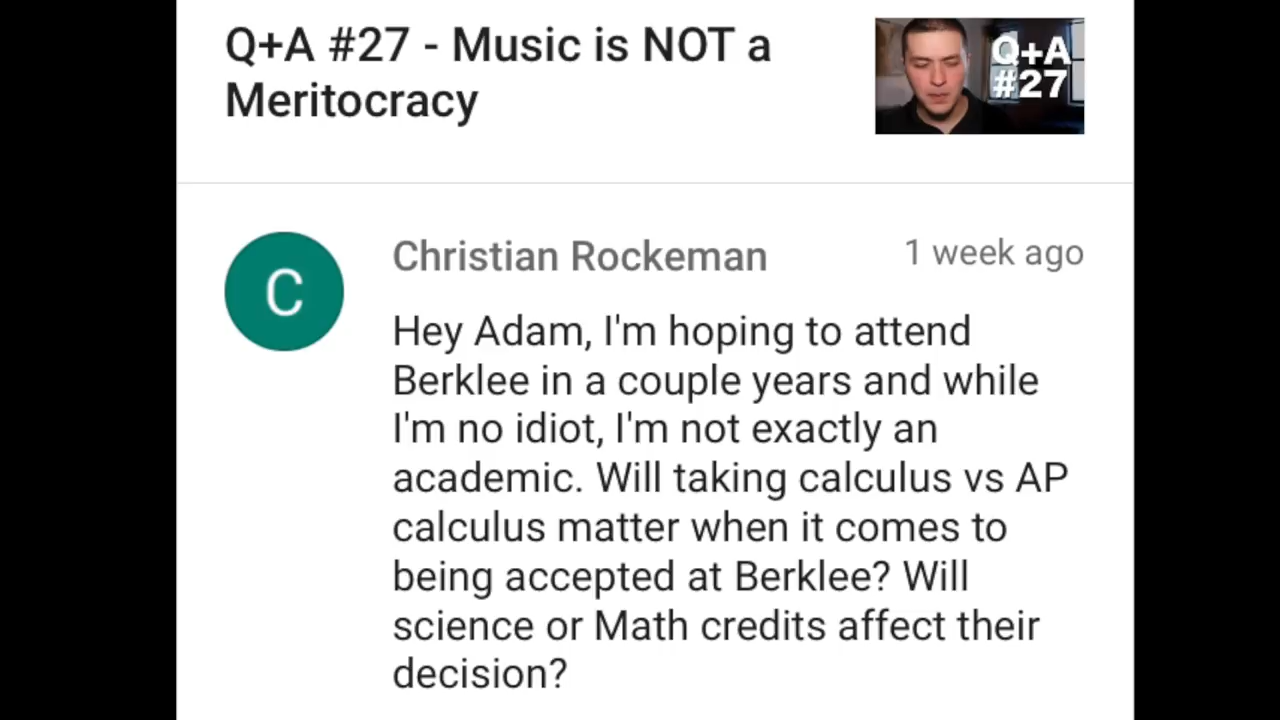 Q+A #27 - Music is NOT a
Meritocracy
Q+A
#27
C
Christian Rockeman
1 week ago
Hey Adam, I'm hoping to attend
Berklee in a couple years and while
I'm no idiot, I'm not exactly an
academic. Will taking calculus vs AP
calculus matter when it comes to
being accepted at Berklee? Will
science or Math credits affect their
decision?